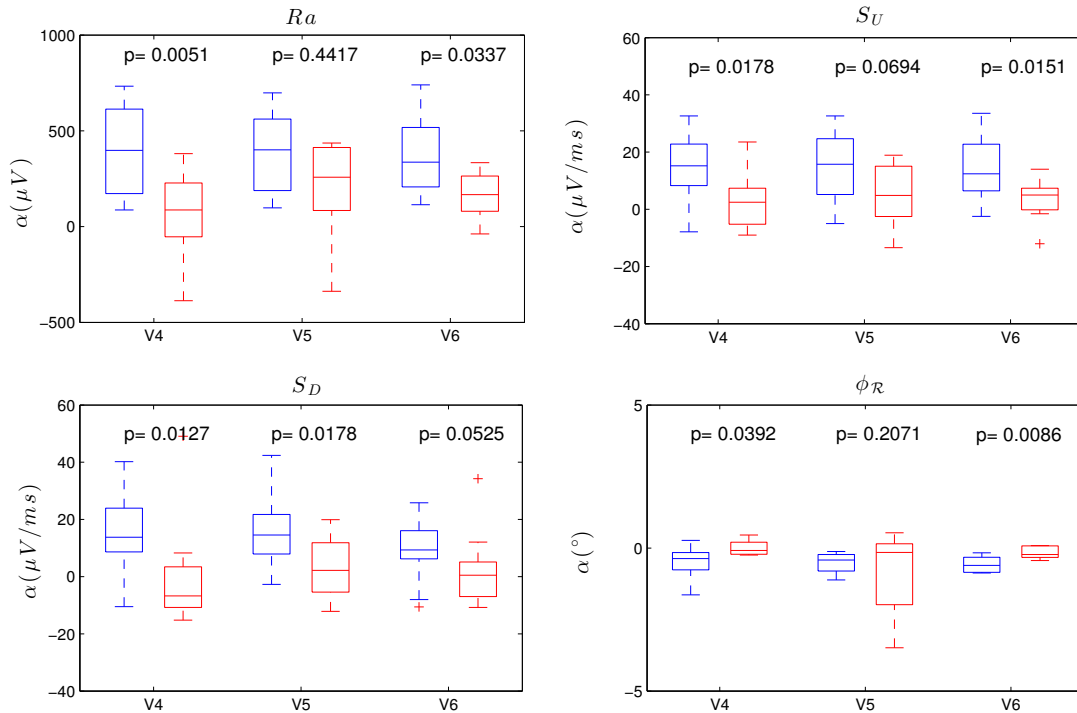 Ra
1000
500
0
−500
α(μV)
p= 0.0051 p= 0.4417 p= 0.0337
V4 V5 V6
S_U
60
40
20
0
−20
−40
α(μV/ms)
p= 0.0178 p= 0.0694 p= 0.0151
V4 V5 V6
S_D
60
40
20
0
−20
−40
α(μV/ms)
p= 0.0127 p= 0.0178 p= 0.0525
V4 V5 V6
ϕ_ℛ
5
0
−5
α(°)
p= 0.0392 p= 0.2071 p= 0.0086
V4 V5 V6